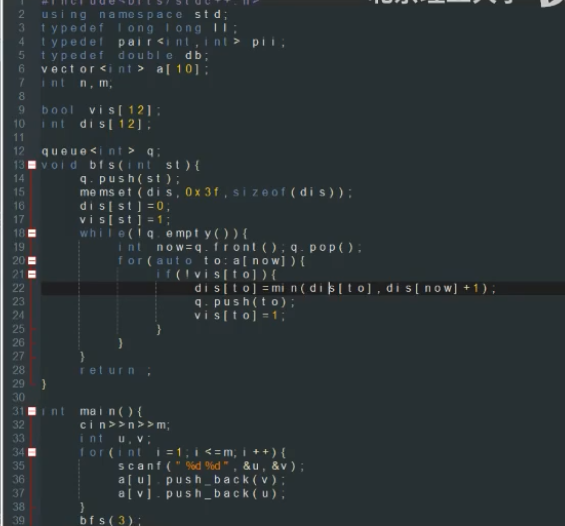 北京理工大学
1 #include<bits/stdc++.h>
2 using namespace std;
3 typedef long long ll;
4 typedef pair<int,int> pii;
5 typedef double db;
6 vector<int> a[10];
7 int n,m;
8
9 bool vis[12];
10 int dis[12];
11
12 queue<int> q;
13 void bfs(int st){
14 q.push(st);
15 memset(dis,0x3f,sizeof(dis));
16 dis[st]=0;
17 vis[st]=1;
18 while(!q.empty()){
19 int now=q.front();q.pop();
20 for(auto to:a[now]){
21 if(!vis[to]){
22 dis[to]=min(dis[to],dis[now]+1);
23 q.push(to);
24 vis[to]=1;
25 }
26 }
27 }
28 return ;
29 }
30
31 int main(){
32 cin>>n>>m;
33 int u,v;
34 for(int i=1;i<=m;i++){
35 scanf("%d%d",&u,&v);
36 a[u].push_back(v);
37 a[v].push_back(u);
38 }
39 bfs(3);